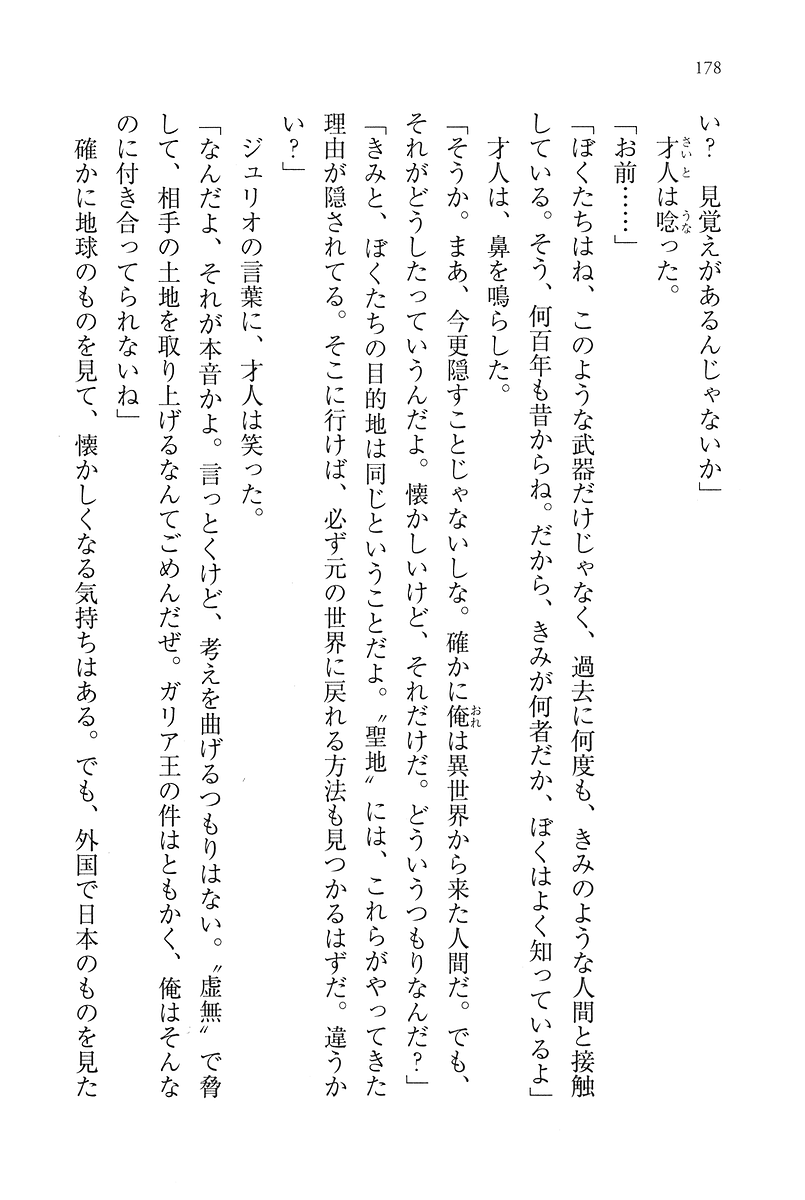 178
い？　見覚えがあるんじゃないか」
　才人は唸った。
「お前……」
「ぼくたちはね、このような武器だけじゃなく、過去に何度も、きみのような人間と接触
している。そう、何百年も昔からね。だから、きみが何者だか、ぼくはよく知っているよ」
　才人は、鼻を鳴らした。
「そうか。まあ、今更隠すことじゃないしな。確かに俺は異世界から来た人間だ。でも、
それがどうしたっていうんだよ。懐かしいけど、それだけだ。どういうつもりなんだ？」
「きみと、ぼくたちの目的地は同じということだよ。〝聖地〟には、これらがやってきた
理由が隠されてる。そこに行けば、必ず元の世界に戻れる方法も見つかるはずだ。違うか
い？」
　ジュリオの言葉に、才人は笑った。
「なんだよ、それが本音かよ。言っとくけど、考えを曲げるつもりはない。〝虚無〟で脅
して、相手の土地を取り上げるなんてごめんだぜ。ガリア王の件はともかく、俺はそんな
のに付き合ってられないね」
　確かに地球のものを見て、懐かしくなる気持ちはある。でも、外国で日本のものを見た